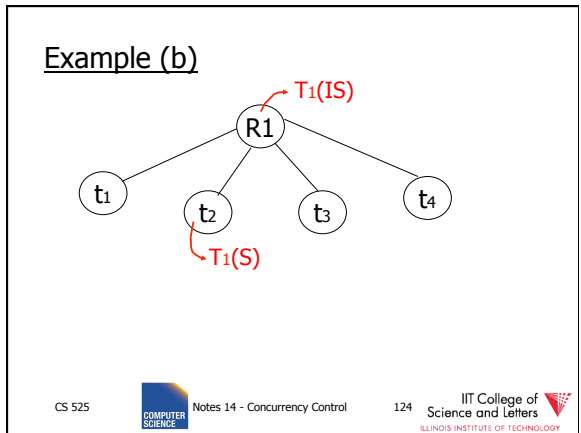 Example (b)
T1(IS)
R1
t1
t2
t3
t4
T1(S)
CS 525
COMPUTER
SCIENCE
Notes 14 - Concurrency Control
124
IIT College of
Science and Letters
ILLINOIS INSTITUTE OF TECHNOLOGY